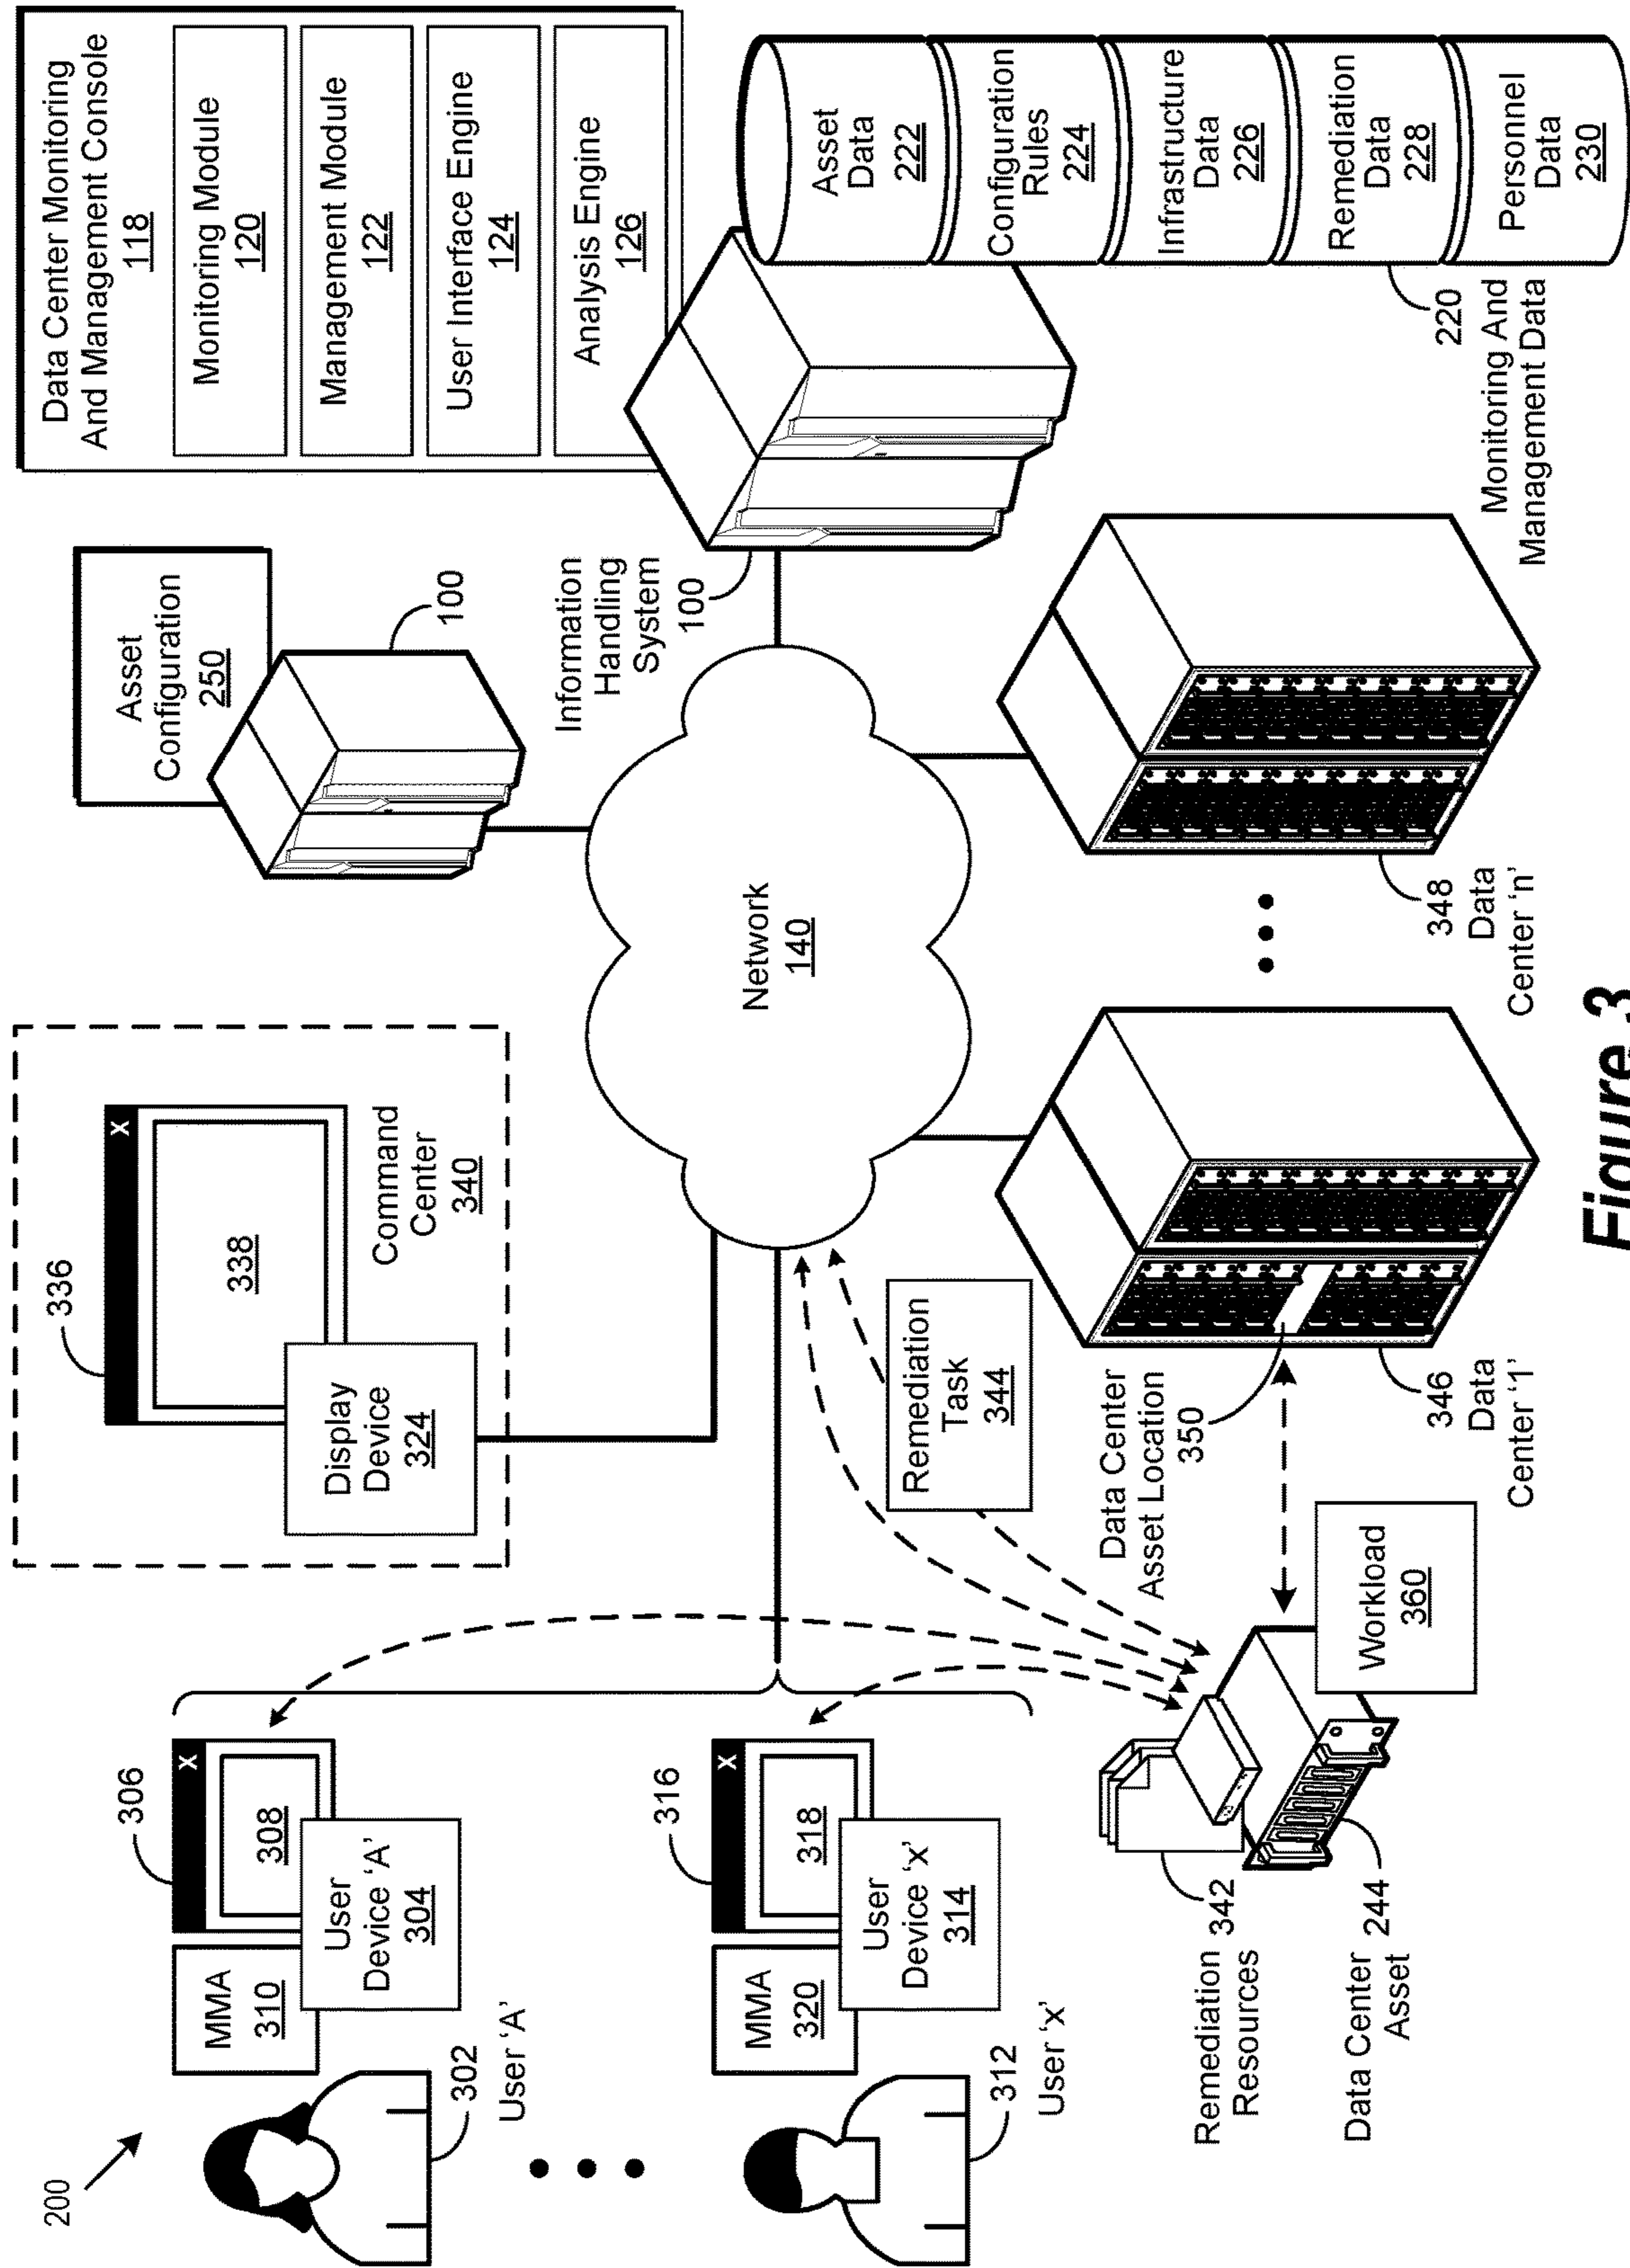 200
302
User ‘A’
MMA
310
306
X
308
User
Device ‘A’
304
312
User ‘x’
MMA
320
316
X
318
User
Device ‘x’
314
336
X
338
Display
Device
324
Command
Center
340
Asset
Configuration
250
100
Information
Handling
System
100
Data Center Monitoring
And Management Console
118
Monitoring Module
120
Management Module
122
User Interface Engine
124
Analysis Engine
126
Asset
Data
222
Configuration
Rules
224
Infrastructure
Data
226
Remediation
Data
228
Personnel
Data
230
220
Monitoring And
Management Data
Network
140
Remediation
Task
344
Remediation
Resources
342
Data Center
Asset
244
Workload
360
Data Center
Asset Location
350
346
Data
Center ‘1’
348
Data
Center ‘n’
Figure 3